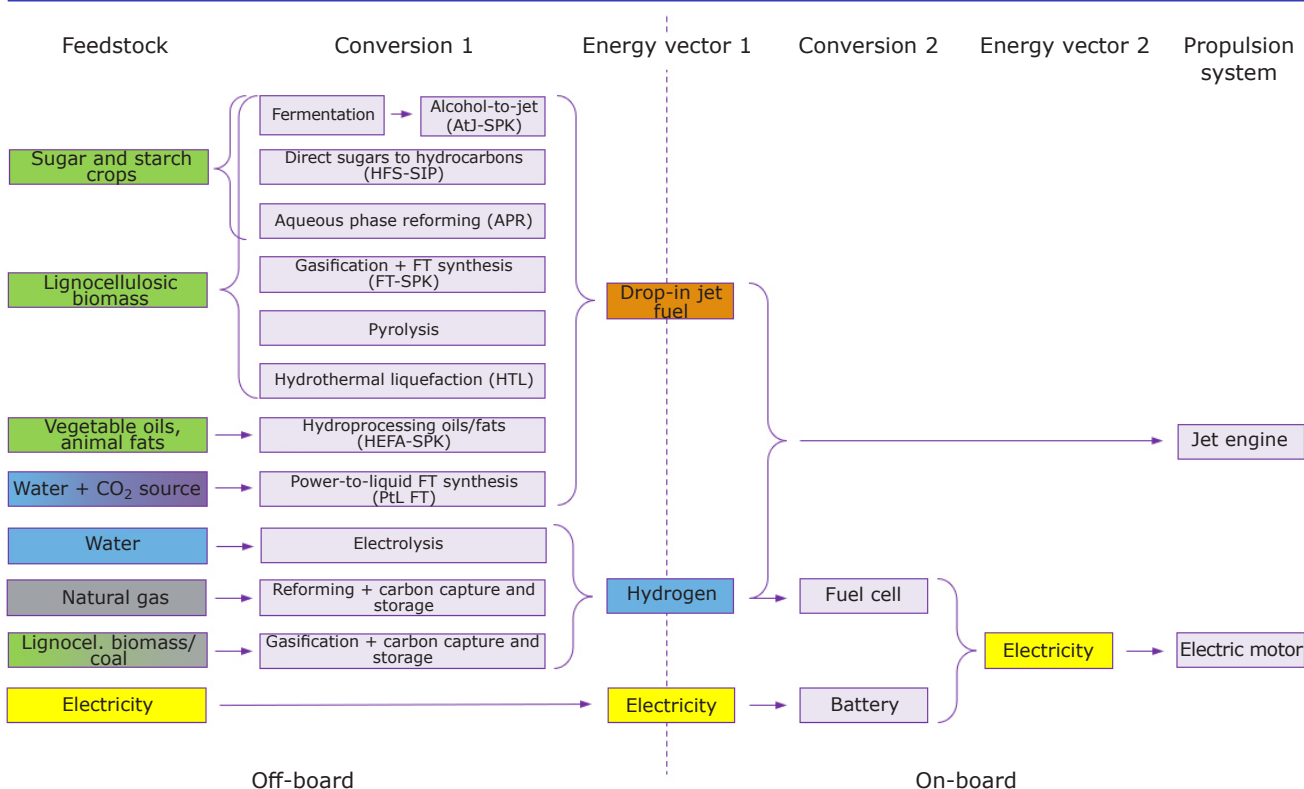 Feedstock
Conversion 1
Energy vector 1
Conversion 2
Energy vector 2
Propulsion
system
Fermentation
Alcohol-to-jet
(AtJ-SPK)
Sugar and starch
crops
Direct sugars to hydrocarbons
(HFS-SIP)
Aqueous phase reforming (APR)
Lignocellulosic
biomass
Gasification + FT synthesis
(FT-SPK)
Drop-in jet
fuel
Pyrolysis
Hydrothermal liquefaction (HTL)
Vegetable oils,
animal fats
Hydroprocessing oils/fats
(HEFA-SPK)
Jet engine
Water + CO₂ source
Power-to-liquid FT synthesis
(PtL FT)
Water
Electrolysis
Natural gas
Reforming + carbon capture and
storage
Hydrogen
Fuel cell
Lignocel. biomass/
coal
Gasification + carbon capture and
storage
Electricity
Electric motor
Electricity
Electricity
Battery
Off-board
On-board